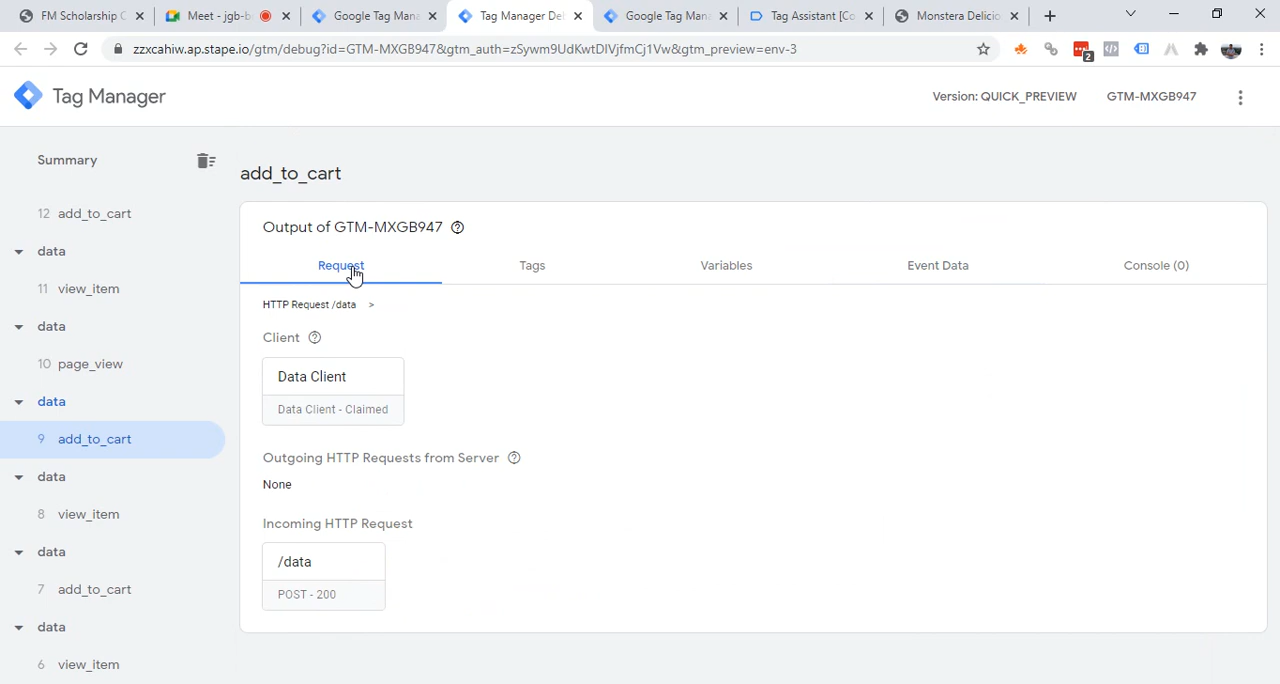 FM Scholarship C
Meet - jgb-b
Google Tag Mana
Tag Manager De
Google Tag Mana
Tag Assistant [Co
Monstera Delicio
zzxcahiw.ap.stape.io/gtm/debug?id=GTM-MXGB947&gtm_auth=zSywm9UdKwtDlVjfmCj1Vw&gtm_preview=env-3
2
Tag Manager
Version: QUICK_PREVIEW
GTM-MXGB947
Summary
12 add_to_cart
data
11 view_item
data
10 page_view
data
9 add_to_cart
data
8 view_item
data
7 add_to_cart
data
6 view_item
add_to_cart
Output of GTM-MXGB947
Request
Tags
Variables
Event Data
Console (0)
HTTP Request /data >
Client
Data Client
Data Client - Claimed
Outgoing HTTP Requests from Server
None
Incoming HTTP Request
/data
POST - 200